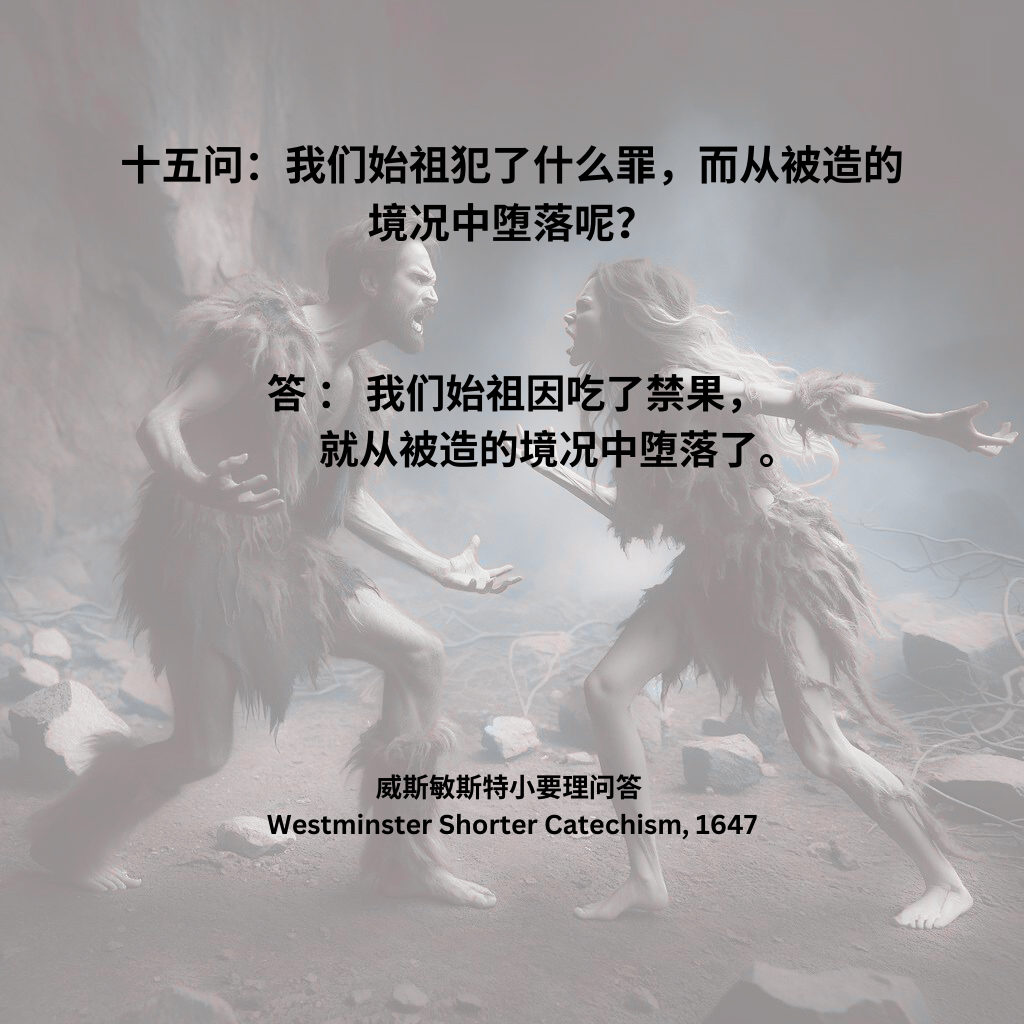 十五问：我们始祖犯了什么罪，而从被造的
境况中堕落呢？
答： 我们始祖因吃了禁果，
就从被造的境况中堕落了。
威斯敏斯特小要理问答
Westminster Shorter Catechism, 1647